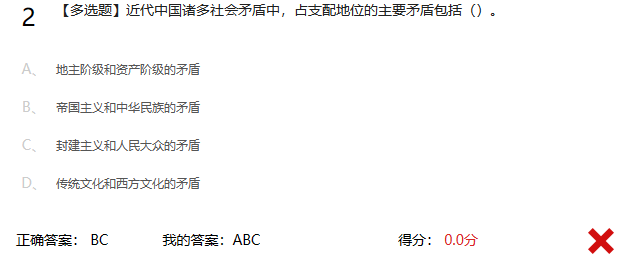 2 【多选题】近代中国诸多社会矛盾中，占支配地位的主要矛盾包括（）。
A、 地主阶级和资产阶级的矛盾
B、 帝国主义和中华民族的矛盾
C、 封建主义和人民大众的矛盾
D、 传统文化和西方文化的矛盾
正确答案： BC 我的答案：ABC 得分： 0.0分